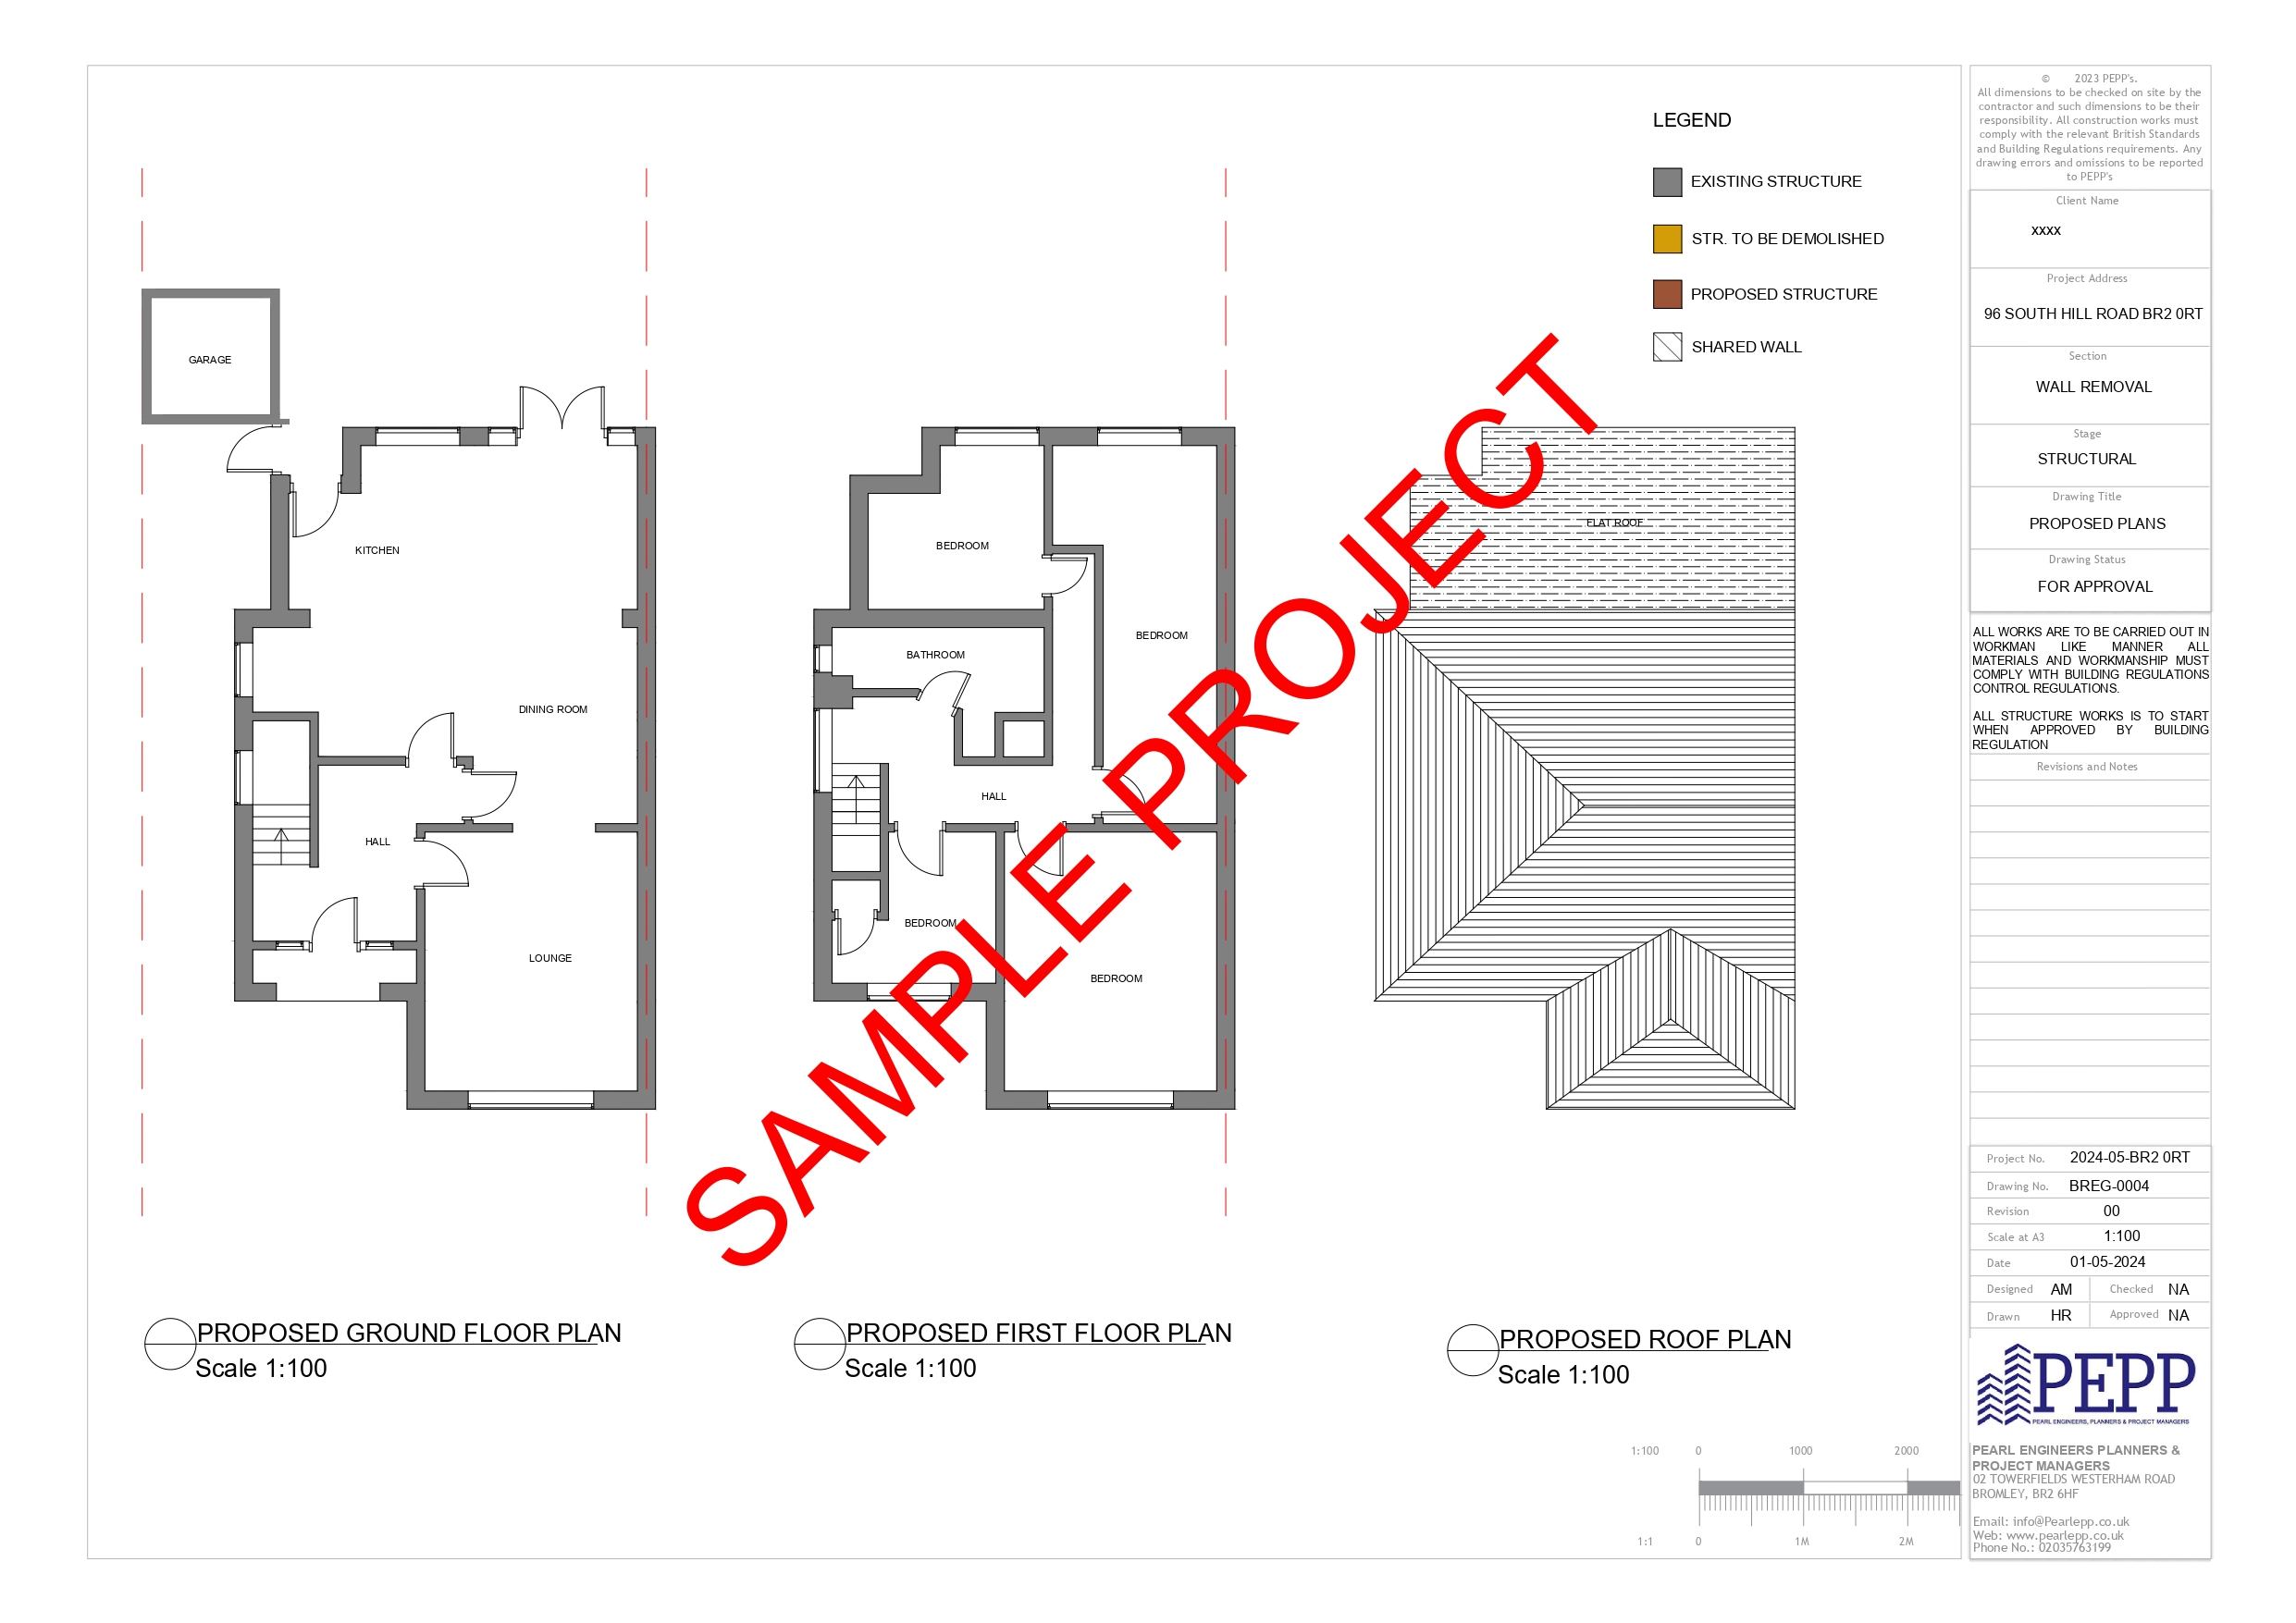 LEGEND
EXISTING STRUCTURE
STR. TO BE DEMOLISHED
PROPOSED STRUCTURE
SHARED WALL
GARAGE
KITCHEN
DINING ROOM
HALL
LOUNGE
BEDROOM
BEDROOM
BATHROOM
HALL
BEDROOM
BEDROOM
FLAT ROOF
SAMPLE PROJECT
PROPOSED GROUND FLOOR PLAN
Scale 1:100
PROPOSED FIRST FLOOR PLAN
Scale 1:100
PROPOSED ROOF PLAN
Scale 1:100
1:100 0 1000 2000
1:1 0 1M 2M
© 2023 PEPP's.
All dimensions to be checked on site by the
contractor and such dimensions to be their
responsibility. All construction works must
comply with the relevant British Standards
and Building Regulations requirements. Any
drawing errors and omissions to be reported
to PEPP's
Client Name
xxxx
Project Address
96 SOUTH HILL ROAD BR2 0RT
Section
WALL REMOVAL
Stage
STRUCTURAL
Drawing Title
PROPOSED PLANS
Drawing Status
FOR APPROVAL
ALL WORKS ARE TO BE CARRIED OUT IN
WORKMAN LIKE MANNER ALL
MATERIALS AND WORKMANSHIP MUST
COMPLY WITH BUILDING REGULATIONS
CONTROL REGULATIONS.
ALL STRUCTURE WORKS IS TO START
WHEN APPROVED BY BUILDING
REGULATION
Revisions and Notes
Project No. 2024-05-BR2 0RT
Drawing No. BREG-0004
Revision 00
Scale at A3 1:100
Date 01-05-2024
Designed AM Checked NA
Drawn HR Approved NA
PEPP
PEARL ENGINEERS, PLANNERS & PROJECT MANAGERS
PEARL ENGINEERS PLANNERS &
PROJECT MANAGERS
02 TOWERFIELDS WESTERHAM ROAD
BROMLEY, BR2 6HF
Email: info@Pearlepp.co.uk
Web: www.pearlepp.co.uk
Phone No.: 02035763199